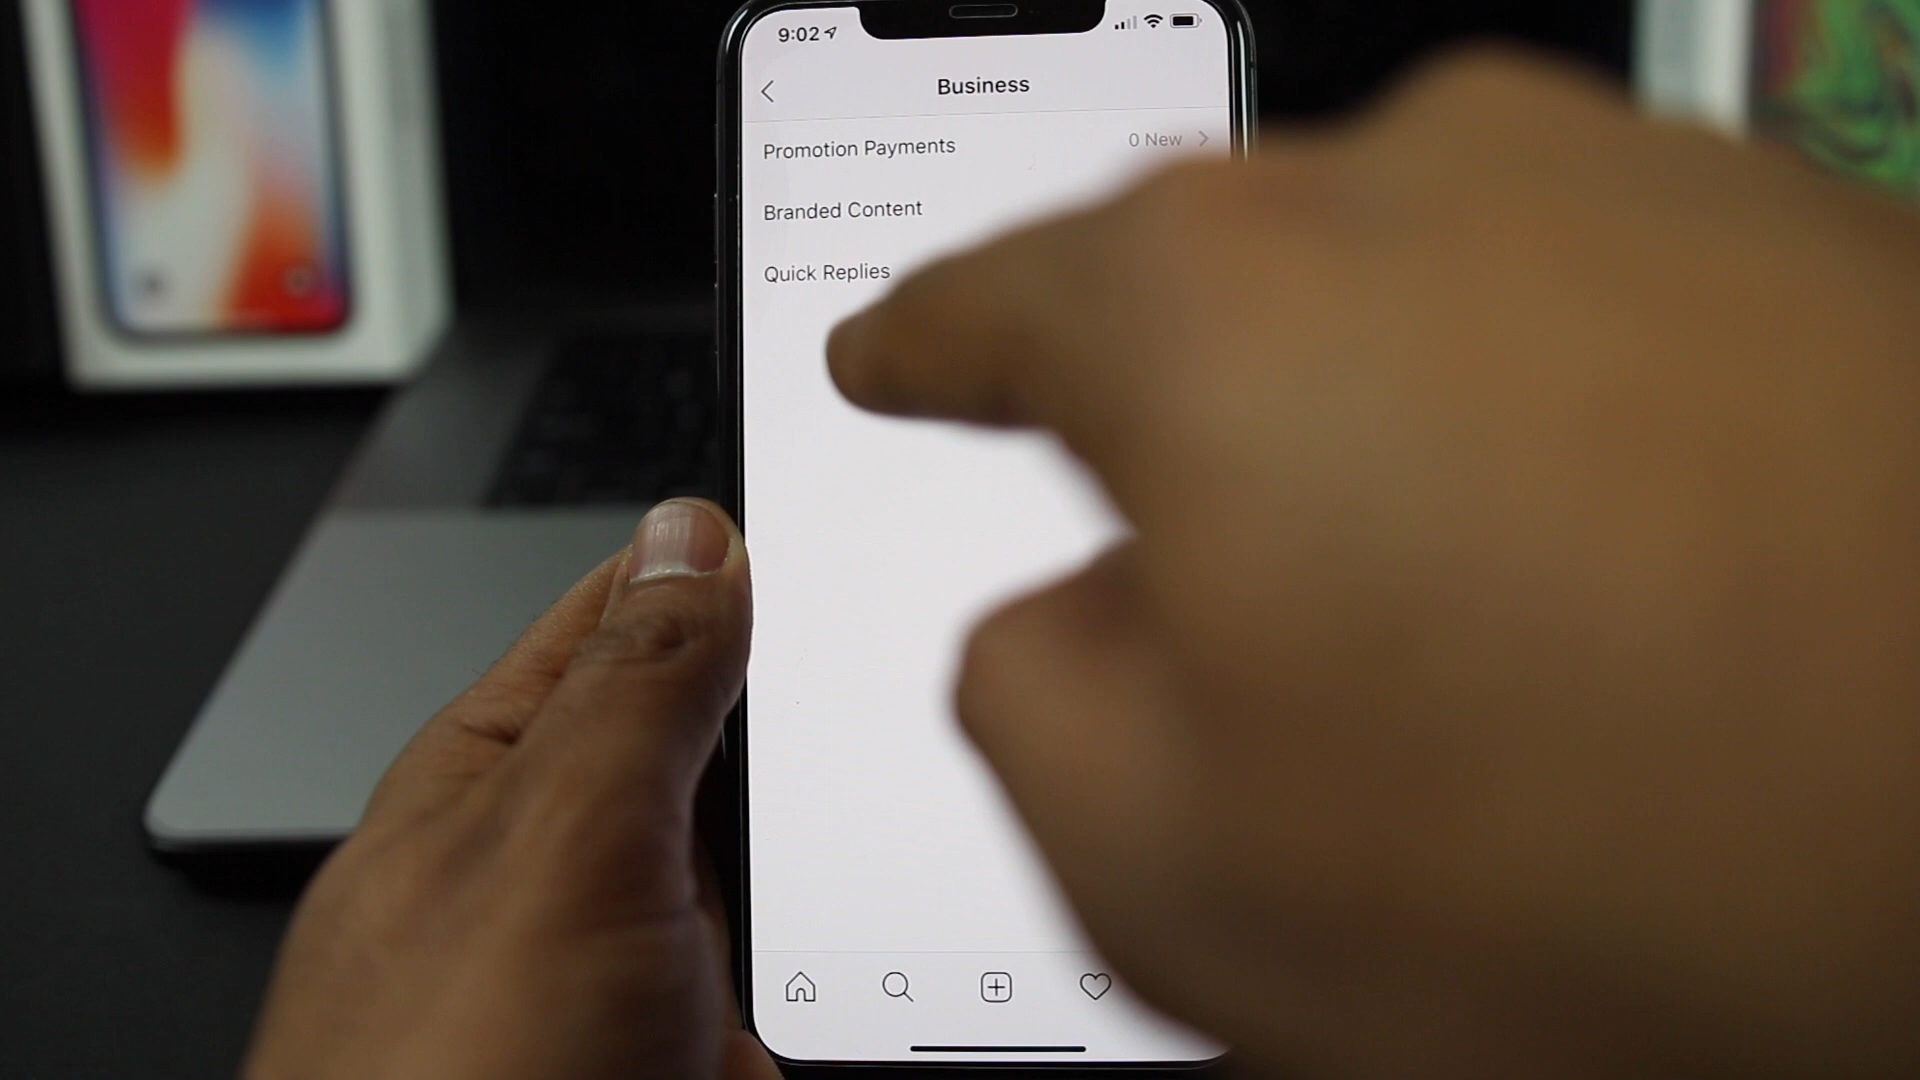 9:02
Business
Promotion Payments 0 New
Branded Content
Quick Replies